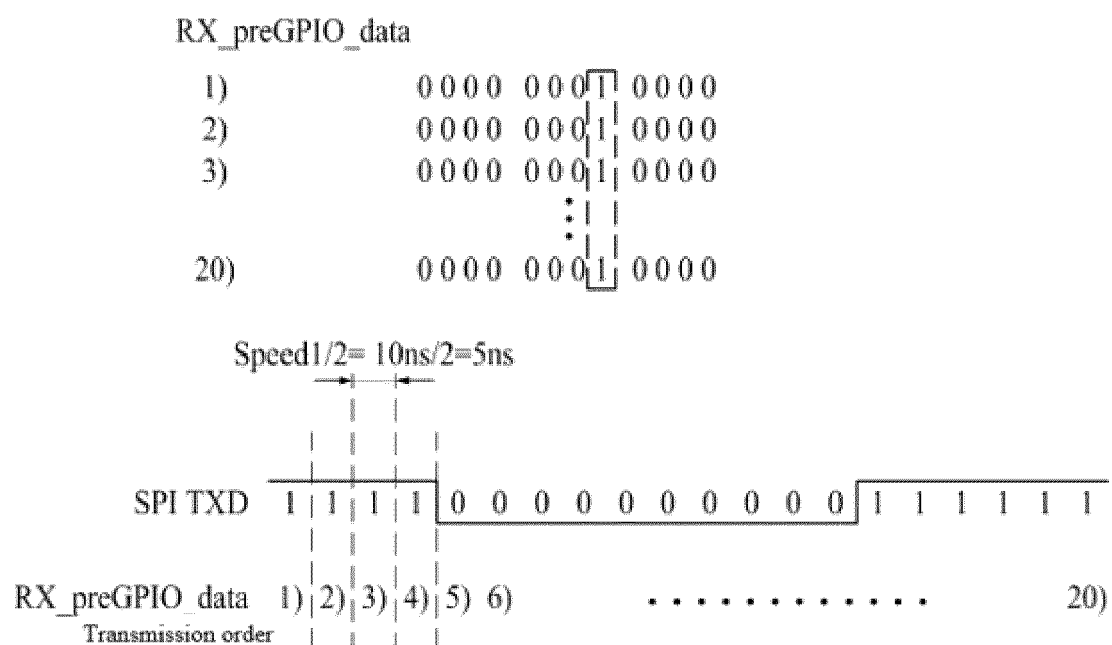 RX_preGPIO_data
1) 0000 0001 0000
2) 0000 0001 0000
3) 0000 0001 0000
20) 0000 0001 0000
Speed1/2= 10ns/2=5ns
SPI TXD 1 1 1 1 0 0 0 0 0 0 0 0 0 0 1 1 1 1 1 1
RX_preGPIO_data 1) 2) 3) 4) 5) 6) 20)
Transmission order